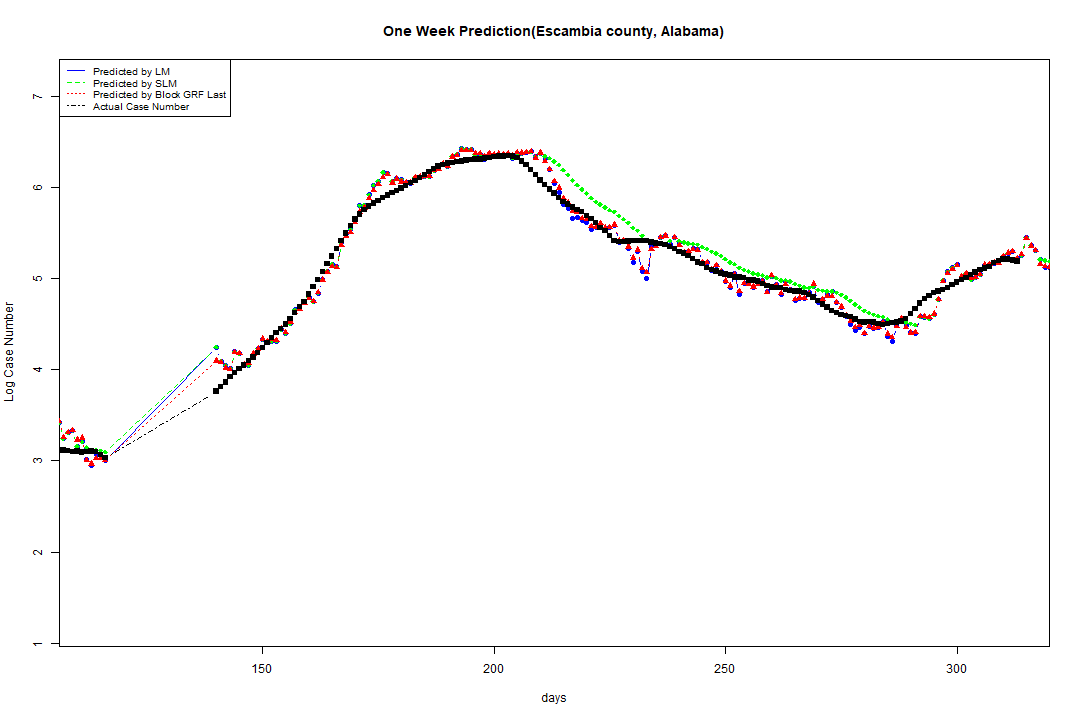 One Week Prediction(Escambia county, Alabama)
Predicted by LM
Predicted by SLM
Predicted by Block GRF Last
Actual Case Number
7
6
5
4
3
2
1
Log Case Number
150 200 250 300
days